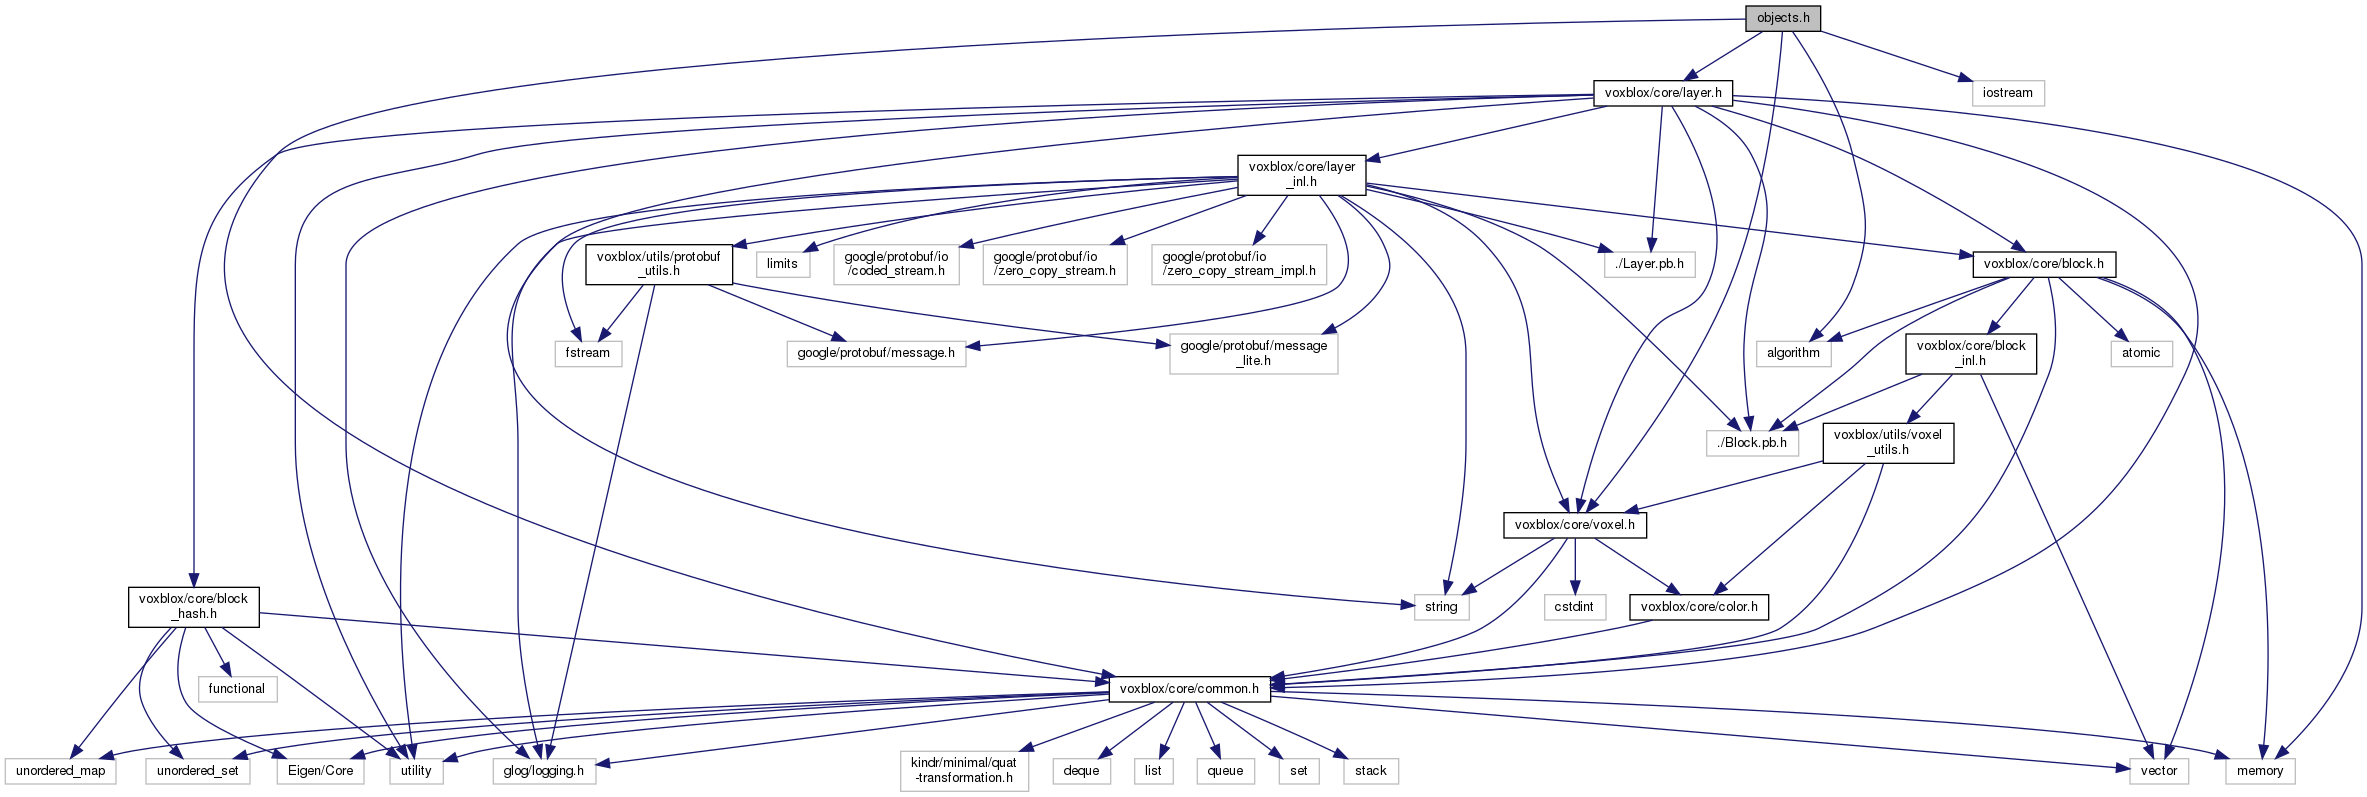 objects.h
voxblox/core/layer.h
iostream
voxblox/core/layer
_inl.h
voxblox/utils/protobuf
_utils.h
limits
google/protobuf/io
/coded_stream.h
google/protobuf/io
/zero_copy_stream.h
google/protobuf/io
/zero_copy_stream_impl.h
./Layer.pb.h
voxblox/core/block.h
fstream
google/protobuf/message.h
google/protobuf/message
_lite.h
algorithm
voxblox/core/block
_inl.h
atomic
./Block.pb.h
voxblox/utils/voxel
_utils.h
voxblox/core/voxel.h
voxblox/core/block
_hash.h
string
cstdint
voxblox/core/color.h
functional
voxblox/core/common.h
unordered_map
unordered_set
Eigen/Core
utility
glog/logging.h
kindr/minimal/quat
-transformation.h
deque
list
queue
set
stack
vector
memory